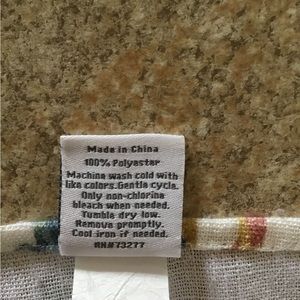 Made in China
100% Polyester
Machine wash cold with
like colors. Gentle cycle.
Only non-chlorine
bleach when needed.
Tumble dry low.
Remove promptly.
Cool iron if needed.
RN#73277